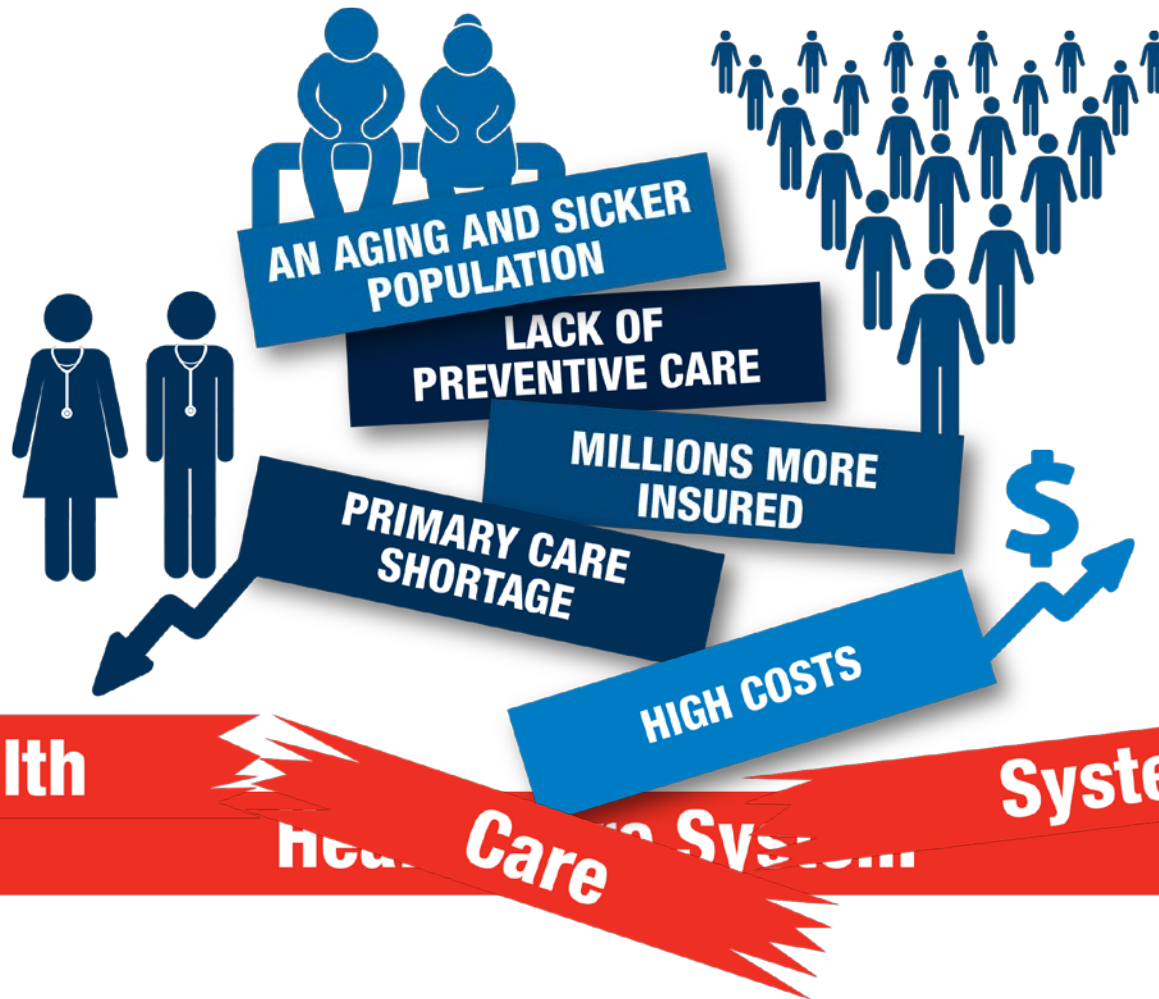 AN AGING AND SICKER
POPULATION
LACK OF
PREVENTIVE CARE
MILLIONS MORE
INSURED
PRIMARY CARE
SHORTAGE
$
HIGH COSTS
lth
Care
Syste